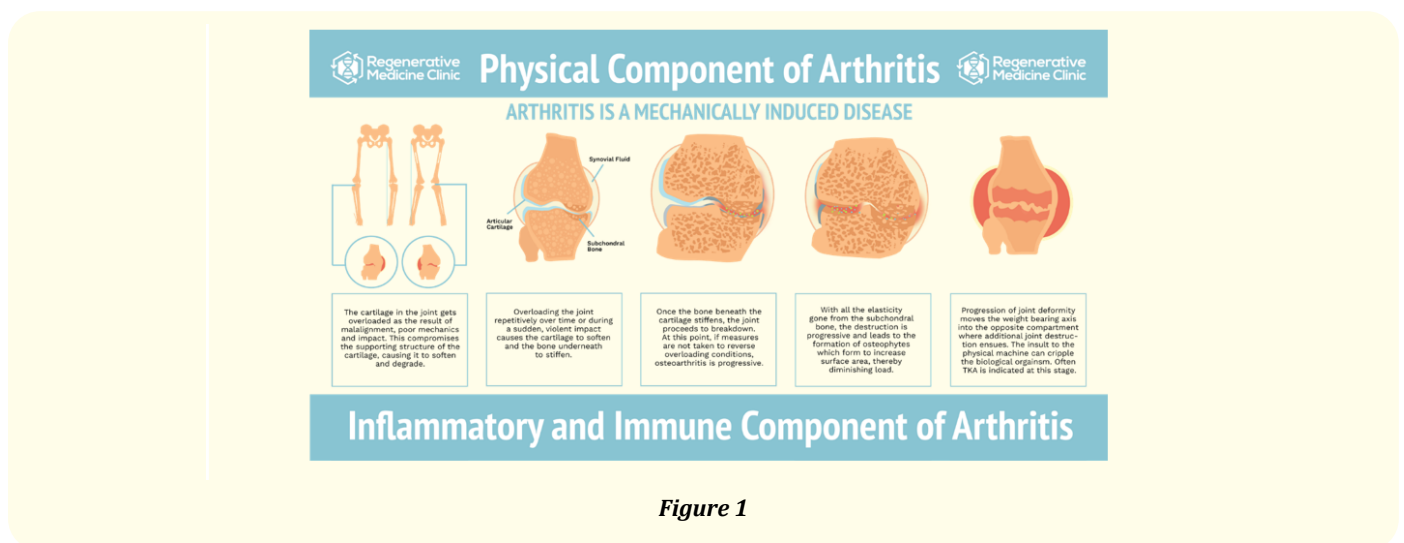 Regenerative
Medicine Clinic
Physical Component of Arthritis
Regenerative
Medicine Clinic
ARTHRITIS IS A MECHANICALLY INDUCED DISEASE
Synovial Fluid
Articular
Cartilage
Subchondral
Bone
The cartilage in the joint gets
overloaded as the result of
malalignment, poor mechanics
and impact. This compromises
the supporting structure of the
cartilage, causing it to soften
and degrade.
Overloading the joint
repetitively over time or during
a sudden, violent impact
causes the cartilage to soften
and the bone underneath
to stiffen.
Once the bone beneath the
cartilage stiffens, the joint
proceeds to breakdown.
At this point, if measures
are not taken to reverse
overloading conditions,
osteoarthritis is progressive.
With all the elasticity
gone from the subchondral
bone, the destruction is
progressive and leads to the
formation of osteophytes
which form to increase
surface area, thereby
diminishing load.
Progression of joint deformity
moves the weight bearing axis
into the opposite compartment
where additional joint destruc-
tion ensues. The insult to the
physical machine can cripple
the biological orgainsm. Often
TKA is indicated at this stage.
Inflammatory and Immune Component of Arthritis
Figure 1